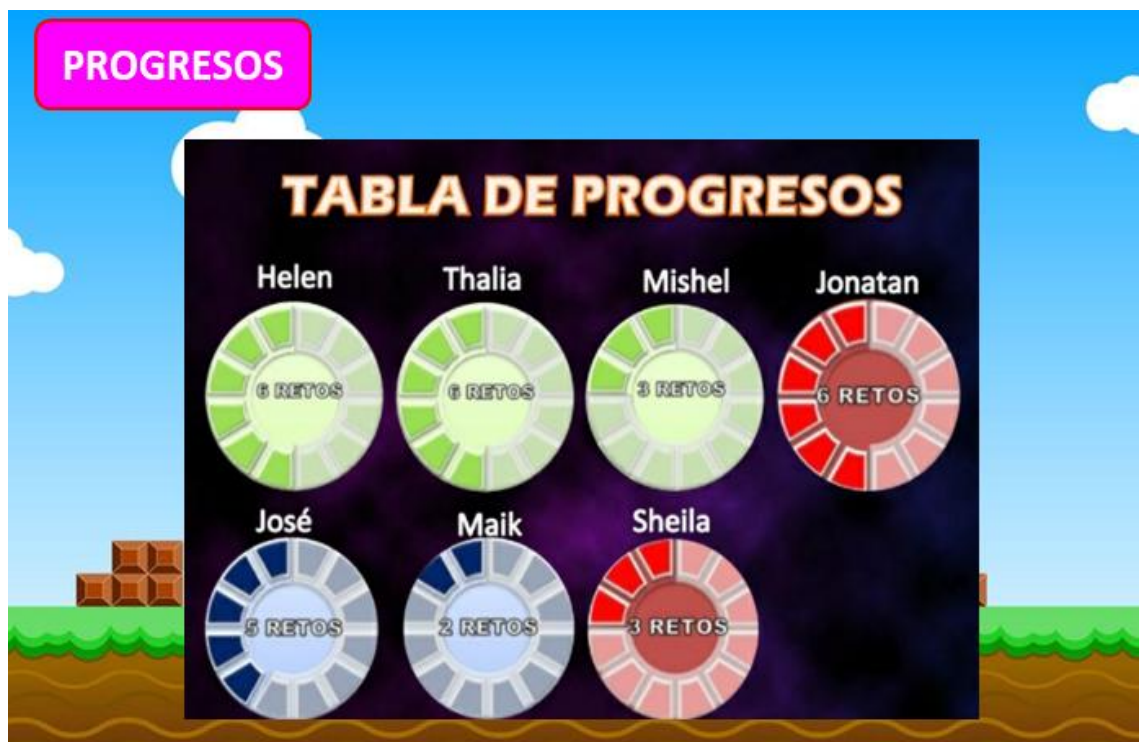 PROGRESOS
TABLA DE PROGRESOS
Helen
6 RETOS
Thalia
6 RETOS
Mishel
3 RETOS
Jonatan
6 RETOS
José
5 RETOS
Maik
2 RETOS
Sheila
3 RETOS